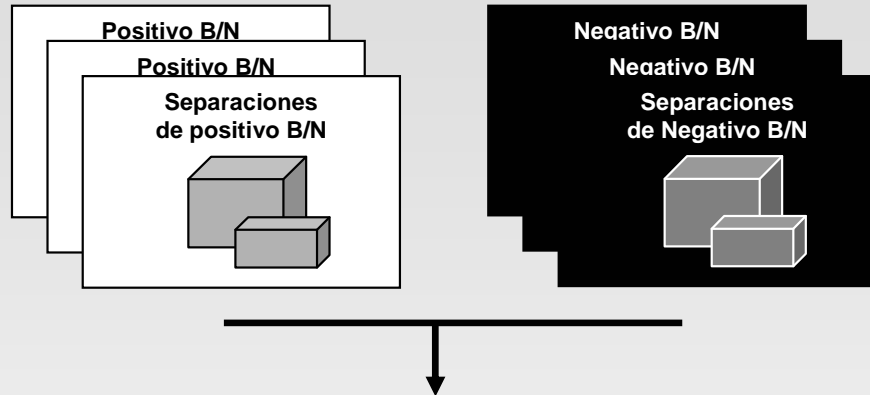 Positivo B/N
Positivo B/N
Separaciones
de positivo B/N
Negativo B/N
Negativo B/N
Separaciones
de Negativo B/N